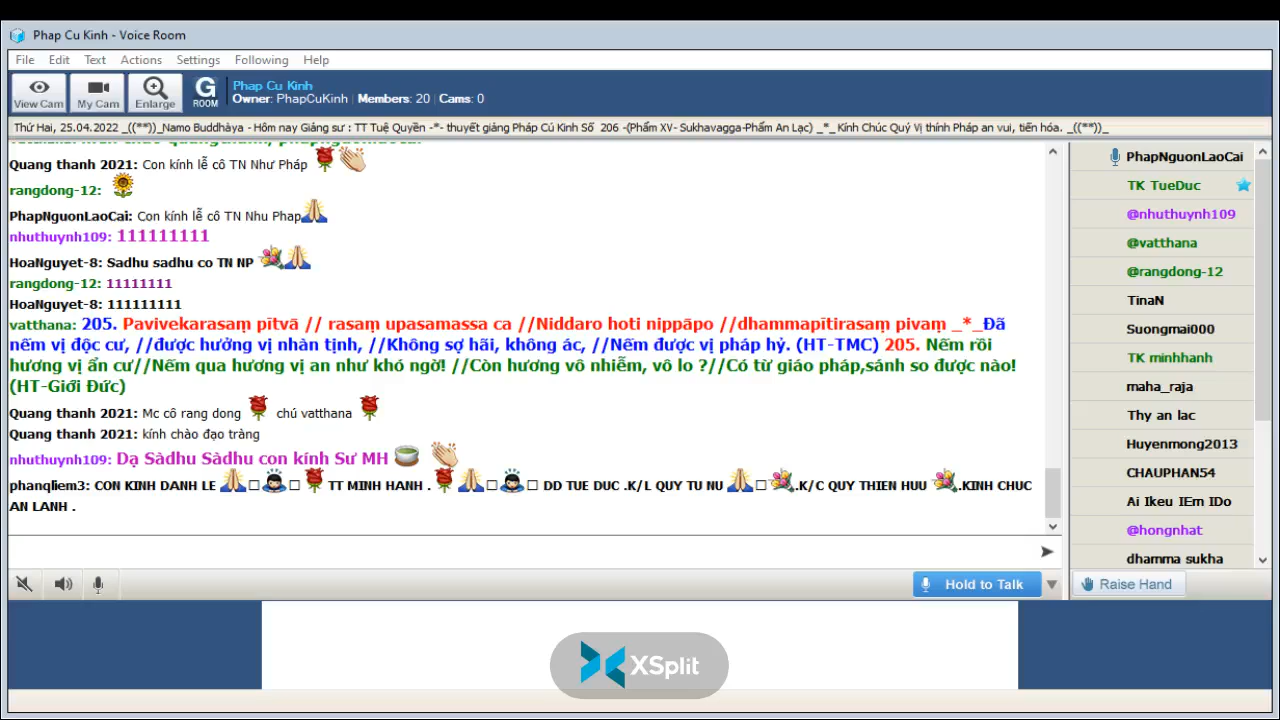 Phap Cu Kinh - Voice Room
File Edit Text Actions Settings Following Help
View Cam My Cam Enlarge G ROOM
Phap Cu Kinh
Owner: PhapCuKinh | Members: 20 | Cams: 0
Thứ Hai, 25.04.2022 _((**))_Namo Buddhàya - Hôm nay Giảng sư : TT Tuệ Quyền -*- thuyết giảng Pháp Cú Kinh Số 206 -(Phẩm XV- Sukhavagga-Phẩm An Lạc) _*_ Kính Chúc Quý Vị thính Pháp an vui, tiến hóa. _((**))_
Quang thanh 2021: Con kính lễ cô TN Như Pháp
rangdong-12:
PhapNguonLaoCai: Con kính lễ cô TN Nhu Phap
nhuthuynh109: 111111111
HoaNguyet-8: Sadhu sadhu co TN NP
rangdong-12: 11111111
HoaNguyet-8: 111111111
vatthana: 205. Pavivekarasaṃ pītvā // rasaṃ upasamassa ca //Niddaro hoti nippāpo //dhammapītirasaṃ pivaṃ _*_Đã
nếm vị độc cư, //được hưởng vị nhàn tịnh, //Không sợ hãi, không ác, //Nếm được vị pháp hỷ. (HT-TMC) 205. Nếm rồi
hương vị ẩn cư//Nếm qua hương vị an như khó ngờ! //Còn hương vô nhiễm, vô lo ?//Có từ giáo pháp,sánh so được nào!
(HT-Giới Đức)
Quang thanh 2021: Mc cô rang dong chú vatthana
Quang thanh 2021: kính chào đạo tràng
nhuthuynh109: Dạ Sàdhu Sàdhu con kính Sư MH
phanqliem3: CON KINH DANH LE TT MINH HANH . DD TUE DUC .K/L QUY TU NU .K/C QUY THIEN HUU .KINH CHUC
AN LANH .
PhapNguonLaoCai
TK TueDuc
@nhuthuynh109
@vatthana
@rangdong-12
TinaN
Suongmai000
TK minhhanh
maha_raja
Thy an lac
Huyenmong2013
CHAUPHAN54
Ai Ikeu IEm IDo
@hongnhat
dhamma sukha
Hold to Talk
Raise Hand
XSplit